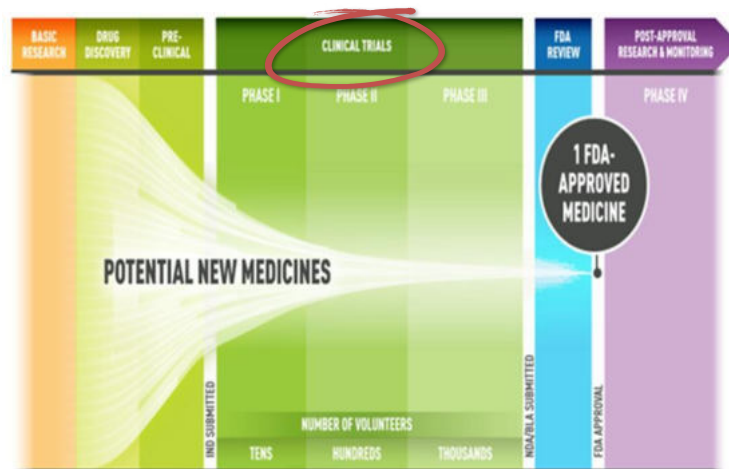 BASIC
RESEARCH
DRUG
DISCOVERY
PRE-
CLINICAL
CLINICAL TRIALS
FDA
REVIEW
POST-APPROVAL
RESEARCH & MONITORING
PHASE I
PHASE II
PHASE III
PHASE IV
1 FDA-
APPROVED
MEDICINE
POTENTIAL NEW MEDICINES
IND SUBMITTED
NDA/BLA SUBMITTED
FDA APPROVAL
NUMBER OF VOLUNTEERS
TENS
HUNDREDS
THOUSANDS